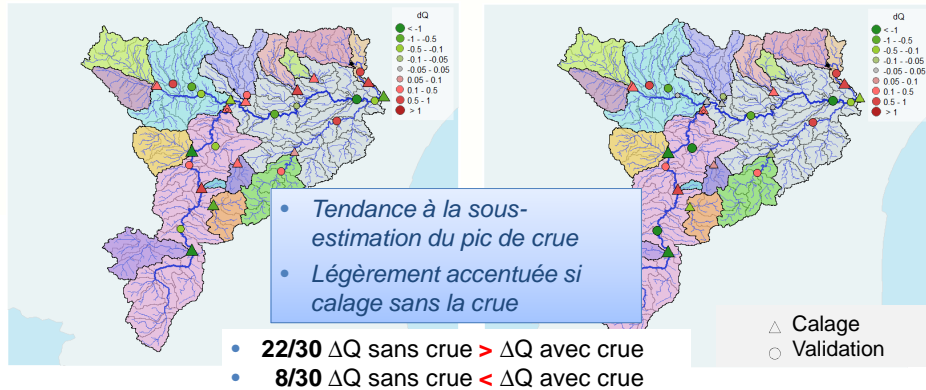 dQ
< -1
-1 - -0.5
-0.5 - -0.1
-0.1 - -0.05
-0.05 - 0.05
0.05 - 0.1
0.1 - 0.5
0.5 - 1
> 1
dQ
< -1
-1 - -0.5
-0.5 - -0.1
-0.1 - -0.05
-0.05 - 0.05
0.05 - 0.1
0.1 - 0.5
0.5 - 1
> 1
• Tendance à la sous-
estimation du pic de crue
• Légèrement accentuée si
calage sans la crue
Calage
Validation
• 22/30 ∆Q sans crue > ∆Q avec crue
• 8/30 ∆Q sans crue < ∆Q avec crue